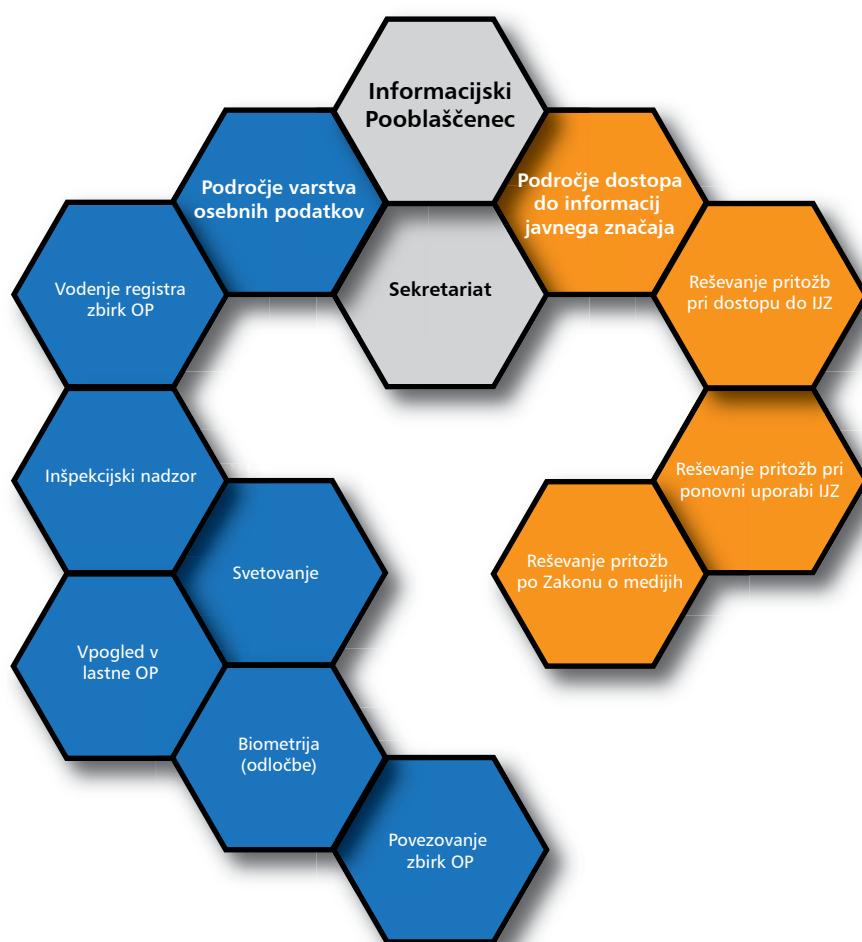 Informacijski
Pooblaščenec
Področje varstva
osebnih podatkov
Področje dostopa
do informacij
javnega značaja
Vodenje registra
zbirk OP
Sekretariat
Reševanje pritožb
pri dostopu do IJZ
Inšpekcijski nadzor
Reševanje pritožb pri
ponovni uporabi IJZ
Svetovanje
Reševanje pritožb
po Zakonu o medijih
Vpogled v
lastne OP
Biometrija
(odločbe)
Povezovanje
zbirk OP